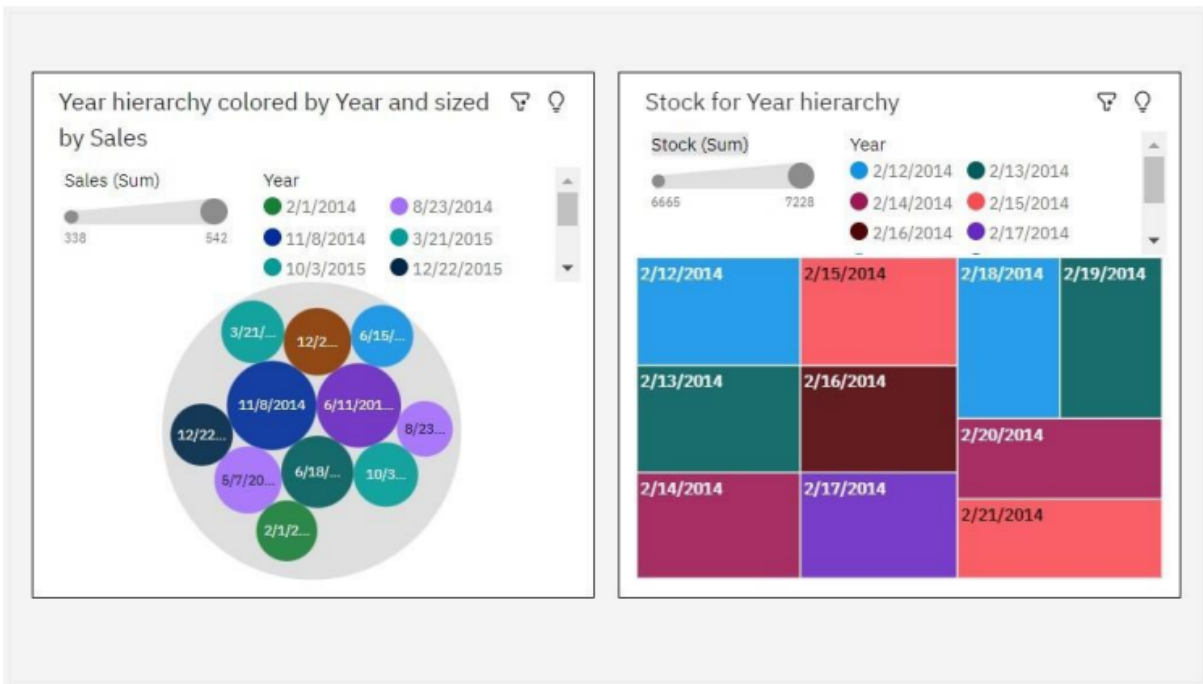 Year hierarchy colored by Year and sized
by Sales
Sales (Sum)
338 542
Year
2/1/2014 8/23/2014
11/8/2014 3/21/2015
10/3/2015 12/22/2015
3/21/...
12/2...
6/15/...
11/8/2014
6/11/201...
12/22...
8/23...
5/7/20...
6/18/...
10/3...
2/1/2...
Stock for Year hierarchy
Stock (Sum)
6665 7228
Year
2/12/2014 2/13/2014
2/14/2014 2/15/2014
2/16/2014 2/17/2014
2/12/2014 2/15/2014 2/18/2014 2/19/2014
2/13/2014 2/16/2014
2/20/2014
2/14/2014 2/17/2014
2/21/2014